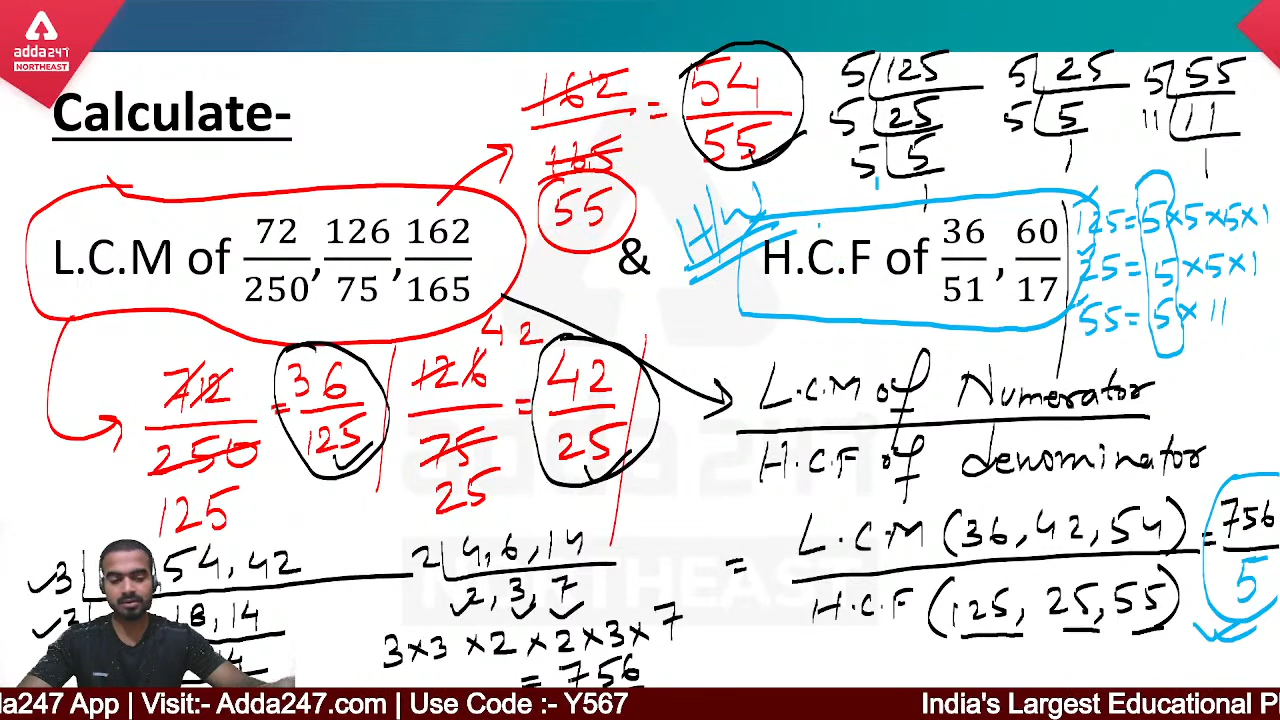 adda247
NORTHEAST
Calculate-
L.C.M of 72/250, 126/75, 162/165 & H.C.F of 36/51, 60/17
162/165 = 54/55
55
5 | 125
5 | 25
5 | 5
1
5 | 25
5 | 5
1
5 | 55
11 | 11
1
H/W
125 = 5×5×5×1
25 = 5×5×1
55 = 5×11
72/250 = 36/125
125
42
126/75 = 42/25
25
L.C.M of Numerator
H.C.F of denominator
= L.C.M (36, 42, 54) / H.C.F (125, 25, 55) = 756/5
3 | 54, 42
18, 14
2 | 4, 6, 14
2, 3, 7
3×3×2×2×3×7
= 756
da247 App | Visit:- Adda247.com | Use Code :- Y567
India's Largest Educational P